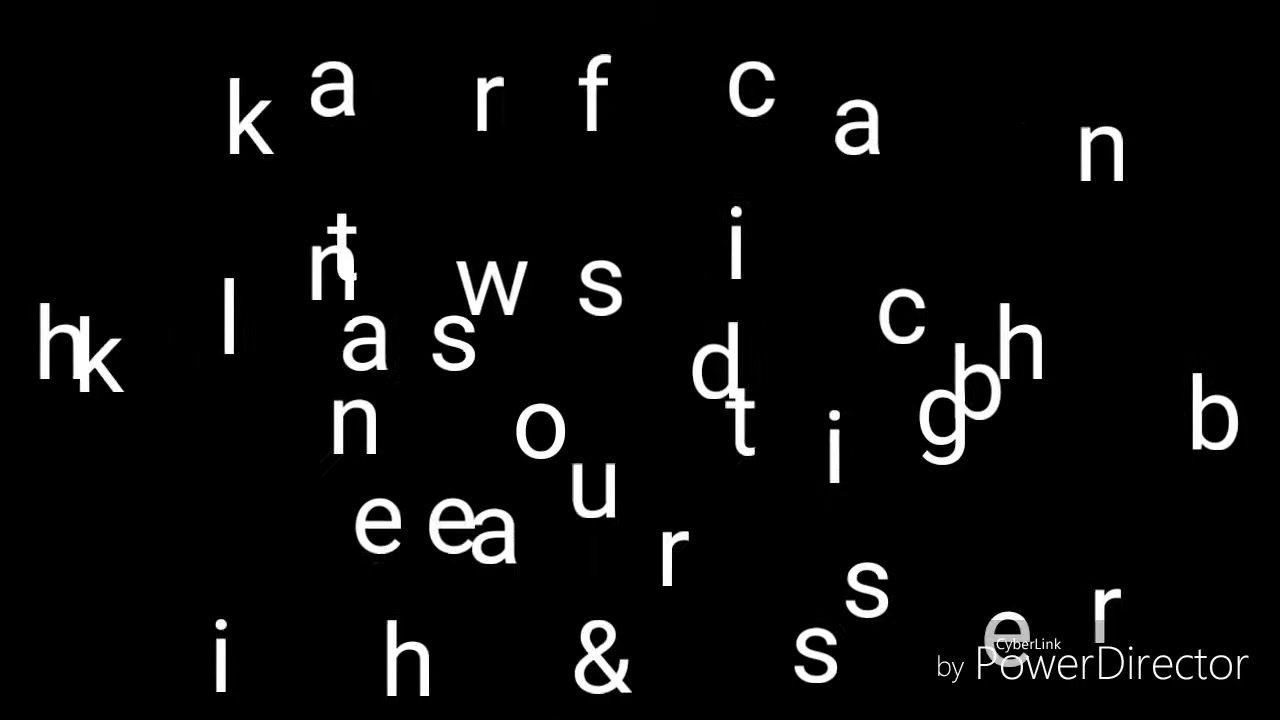 k a r f c a n
n t w s i
h k l a s d c b h
n o t i g b
e e a u r s
i h & s e r
CyberLink
by PowerDirector